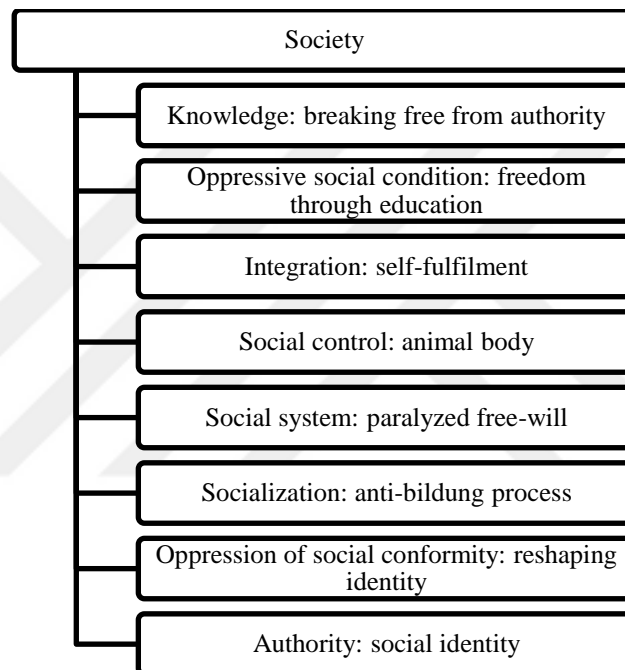 Society
Knowledge: breaking free from authority
Oppressive social condition: freedom
through education
Integration: self-fulfilment
Social control: animal body
Social system: paralyzed free-will
Socialization: anti-bildung process
Oppression of social conformity: reshaping
identity
Authority: social identity